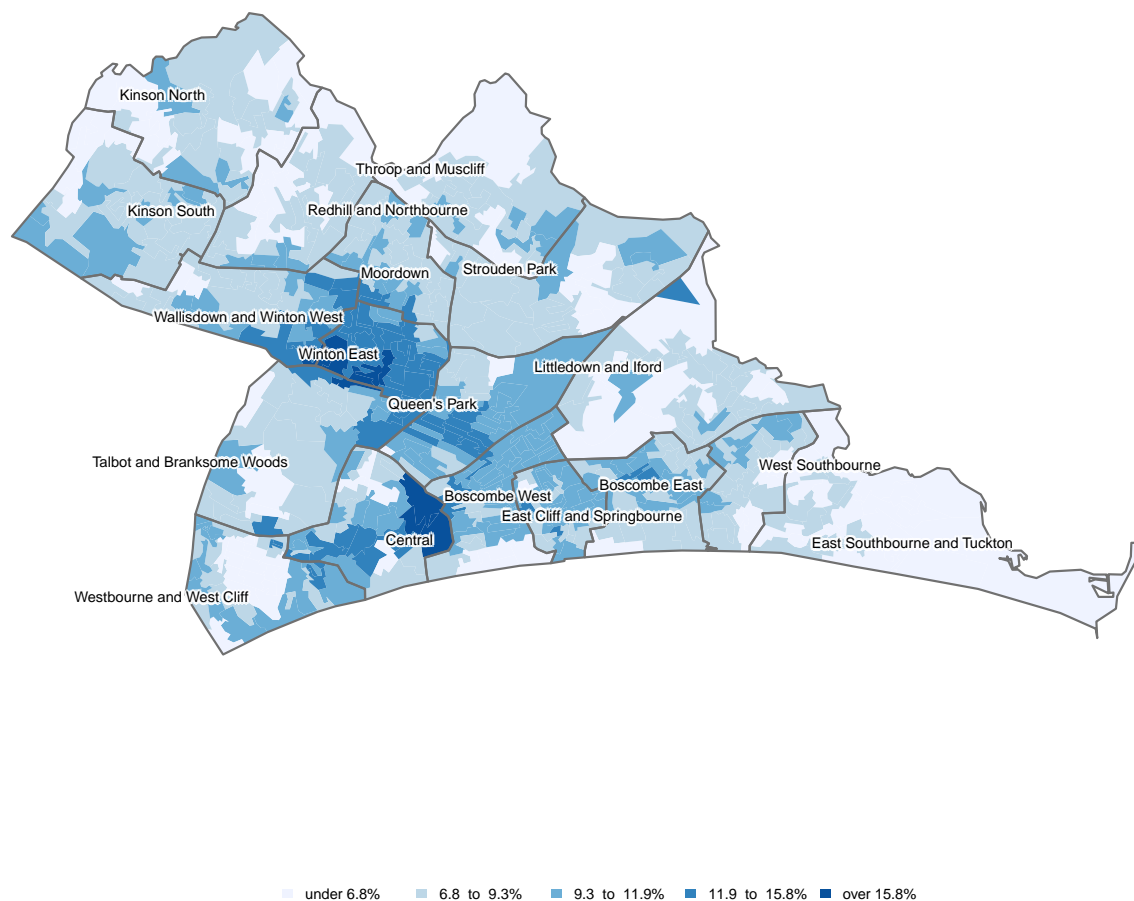 Kinson North
Throop and Muscliff
Kinson South
Redhill and Northbourne
Strouden Park
Moordown
Wallisdown and Winton West
Winton East
Littledown and Iford
Queen's Park
Talbot and Branksome Woods
West Southbourne
Boscombe East
Boscombe West
East Cliff and Springbourne
Central
East Southbourne and Tuckton
Westbourne and West Cliff
under 6.8%
6.8 to 9.3%
9.3 to 11.9%
11.9 to 15.8%
over 15.8%